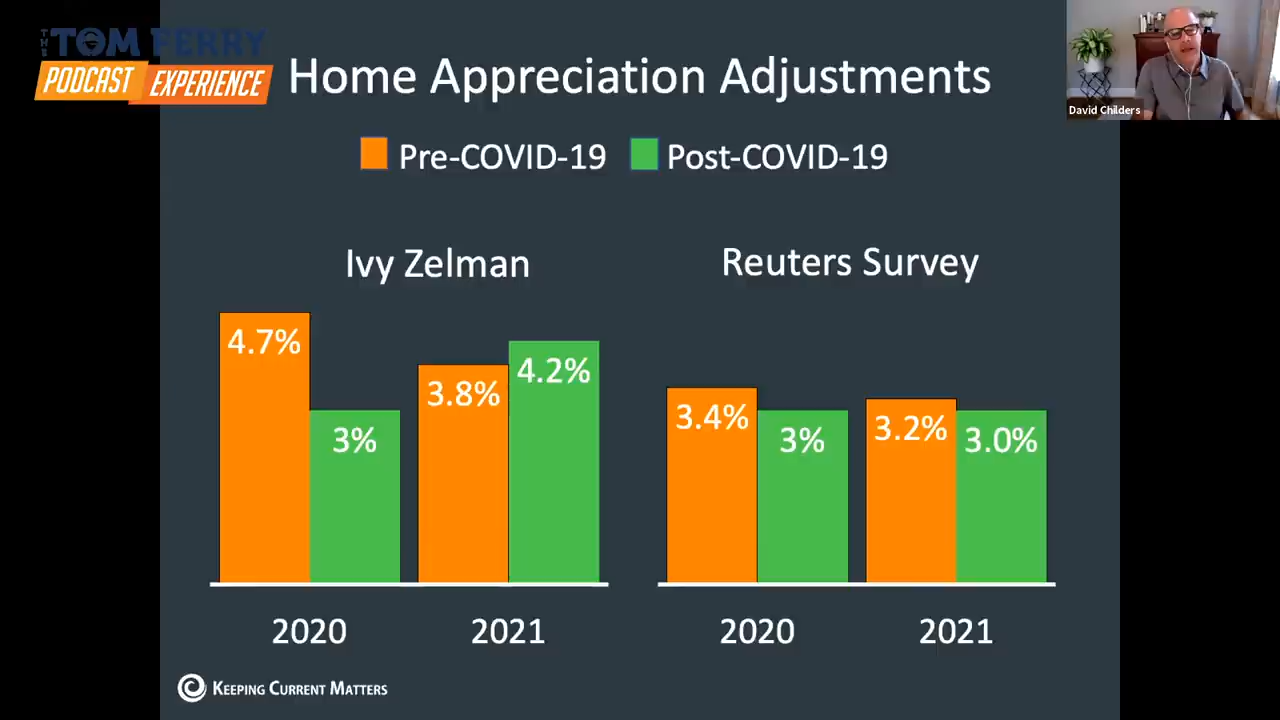 THE TOM FERRY
PODCAST EXPERIENCE
David Childers
Home Appreciation Adjustments
Pre-COVID-19 Post-COVID-19
Ivy Zelman Reuters Survey
4.7% 3% 3.8% 4.2% 3.4% 3% 3.2% 3.0%
2020 2021 2020 2021
KEEPING CURRENT MATTERS